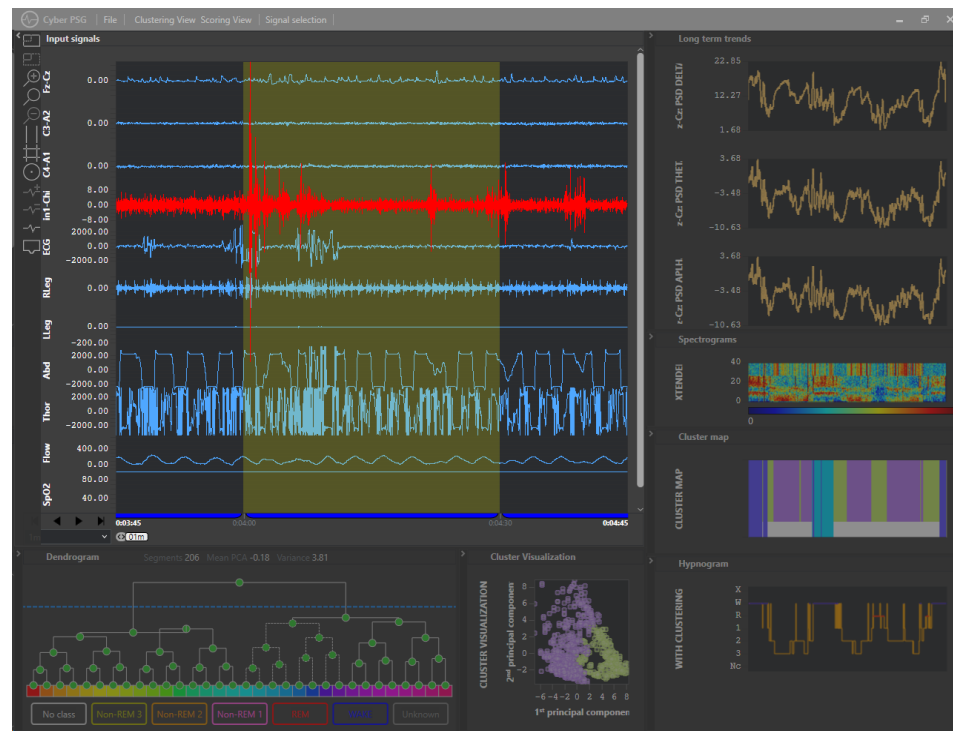 Cyber PSG File Clustering View Scoring View Signal selection
Input signals
Fz-Cz 0.00
C3-A2 0.00
C4-A1 0.00
in1-Chi 8.00
0.00
-8.00
ECG 2000.00
0.00
-2000.00
RLeg 0.00
LLeg 0.00
-200.00
Abd 2000.00
0.00
-2000.00
Thor 2000.00
0.00
-2000.00
Flow 400.00
0.00
SpO2 80.00
40.00
0:03:45 0:04:00 0:04:30 0:04:45
01m
Long term trends
z-Cz: PSD DELT/
22.85
12.27
1.68
z-Cz: PSD THET.
3.68
-3.48
-10.63
z-Cz: PSD APLH.
3.68
-3.48
-10.63
Spectrograms
XTENDEI
40
20
0
0
Cluster map
CLUSTER MAP
Hypnogram
WITH CLUSTERING
X
W
R
1
2
3
Nc
Dendrogram Segments 206 Mean PCA -0.18 Variance 3.81
No class Non-REM 3 Non-REM 2 Non-REM 1 REM WAKE Unknown
Cluster Visualization
CLUSTER VISUALIZATION
2nd principal componen
8
6
4
2
0
-2
-6 -4 -2 0 2 4 6 8
1st principal componen